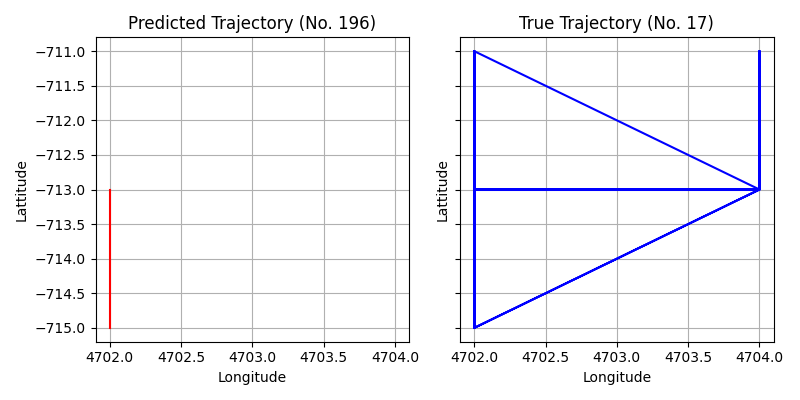 Predicted Trajectory (No. 196)
True Trajectory (No. 17)
−711.0
−711.5
−712.0
−712.5
−713.0
−713.5
−714.0
−714.5
−715.0
Lattitude
Lattitude
4702.0 4702.5 4703.0 4703.5 4704.0
4702.0 4702.5 4703.0 4703.5 4704.0
Longitude
Longitude